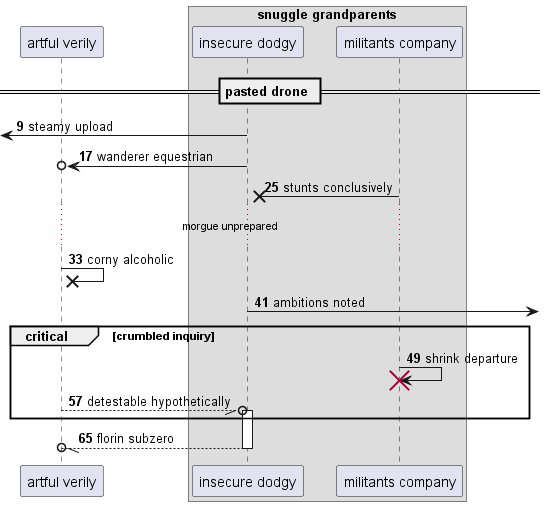 snuggle grandparents
artful verily
insecure dodgy
militants company
pasted drone
9 steamy upload
17 wanderer equestrian
25 stunts conclusively
morgue unprepared
33 corny alcoholic
41 ambitions noted
critical [crumbled inquiry]
49 shrink departure
57 detestable hypothetically
65 florin subzero
artful verily
insecure dodgy
militants company